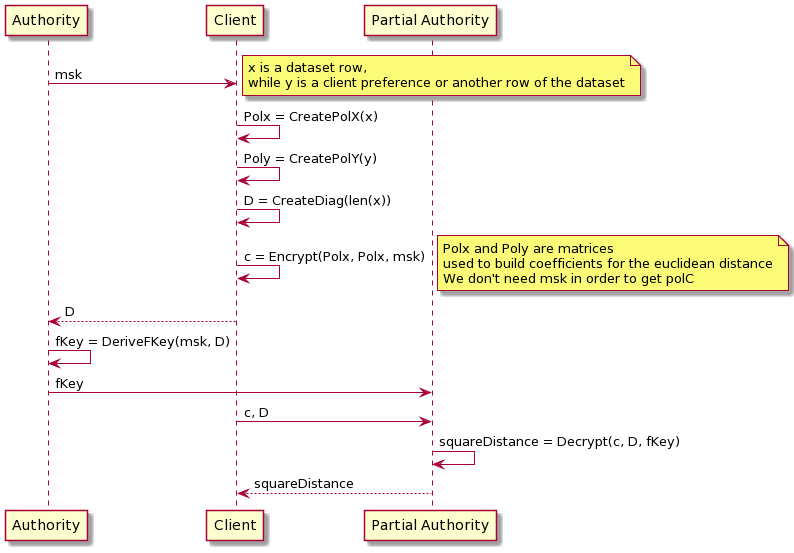 Authority
Client
Partial Authority
msk
x is a dataset row,
while y is a client preference or another row of the dataset
Polx = CreatePolX(x)
Poly = CreatePolY(y)
D = CreateDiag(len(x))
c = Encrypt(Polx, Polx, msk)
Polx and Poly are matrices
used to build coefficients for the euclidean distance
We don't need msk in order to get polC
D
fKey = DeriveFKey(msk, D)
fKey
c, D
squareDistance = Decrypt(c, D, fKey)
squareDistance
Authority
Client
Partial Authority